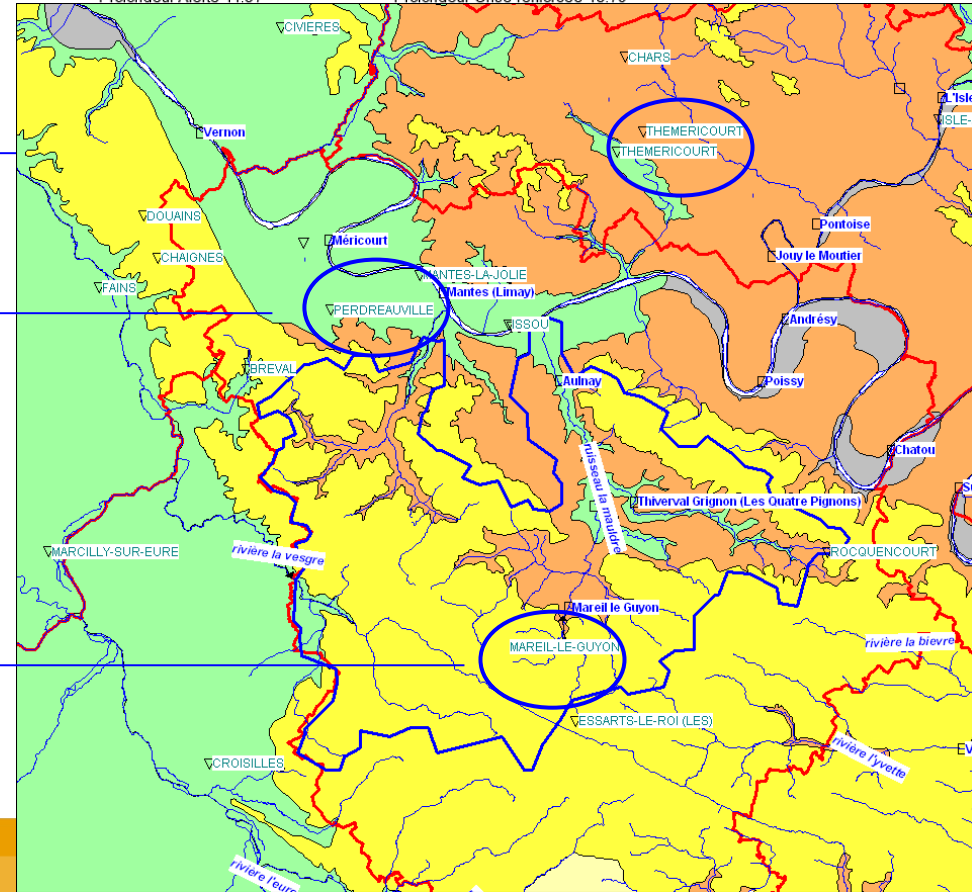 CIVIERES
CHARS
L'Isle
ISLE-
Vernon
THEMERICOURT
THEMERICOURT
DOUAINS
Pontoise
Méricourt
Jouy le Moutier
CHAIGNES
MANTES-LA-JOLIE
FAINS
Mantes (Limay)
PERDREAUVILLE
ISSOU
Andrésy
BREVAL
Aulnay
Poissy
Chatou
ruisseau la mauldre
Thiverval Grignon (Les Quatre Pignons)
MARCILLY-SUR-EURE
rivière la vesgre
ROCQUENCOURT
Mareil le Guyon
MAREIL-LE-GUYON
rivière la bievre
ESSARTS-LE-ROI (LES)
CROISILLES
rivière l'yvette
EV
rivière l'eure